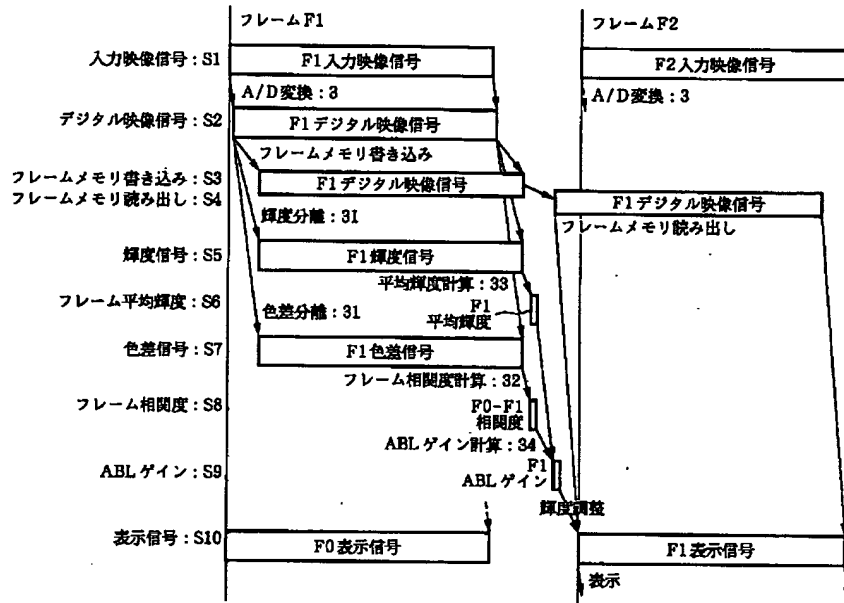 フレームF1
フレームF2
入力映像信号：S1
F1入力映像信号
F2入力映像信号
A/D変換：3
A/D変換：3
デジタル映像信号：S2
F1デジタル映像信号
フレームメモリ書き込み
フレームメモリ書き込み：S3
F1デジタル映像信号
フレームメモリ読み出し：S4
F1デジタル映像信号
フレームメモリ読み出し
輝度分離：31
輝度信号：S5
F1輝度信号
平均輝度計算：33
フレーム平均輝度：S6
F1
平均輝度
色差分離：31
色差信号：S7
F1色差信号
フレーム相関度計算：32
フレーム相関度：S8
F0-F1
相関度
ABLゲイン計算：34
ABLゲイン：S9
F1
ABLゲイン
輝度調整
表示信号：S10
F0表示信号
F1表示信号
表示